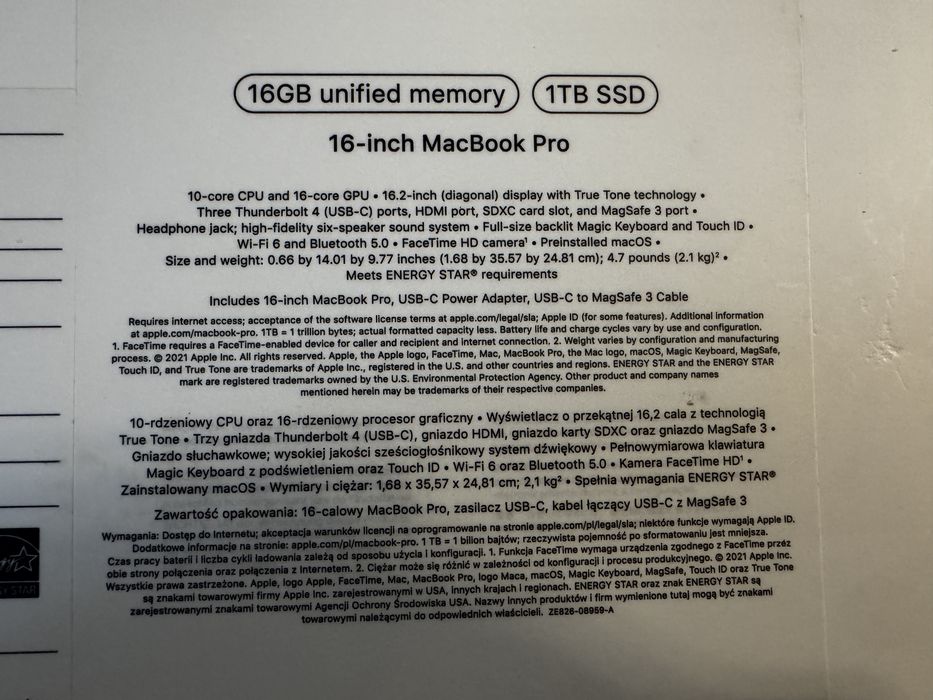 16GB unified memory 1TB SSD
16-inch MacBook Pro
10-core CPU and 16-core GPU • 16.2-inch (diagonal) display with True Tone technology •
Three Thunderbolt 4 (USB-C) ports, HDMI port, SDXC card slot, and MagSafe 3 port •
Headphone jack; high-fidelity six-speaker sound system • Full-size backlit Magic Keyboard and Touch ID •
Wi-Fi 6 and Bluetooth 5.0 • FaceTime HD camera¹ • Preinstalled macOS •
Size and weight: 0.66 by 14.01 by 9.77 inches (1.68 by 35.57 by 24.81 cm); 4.7 pounds (2.1 kg)² •
Meets ENERGY STAR® requirements
Includes 16-inch MacBook Pro, USB-C Power Adapter, USB-C to MagSafe 3 Cable
Requires internet access; acceptance of the software license terms at apple.com/legal/sla; Apple ID (for some features). Additional information
at apple.com/macbook-pro. 1TB = 1 trillion bytes; actual formatted capacity less. Battery life and charge cycles vary by use and configuration.
1. FaceTime requires a FaceTime-enabled device for caller and recipient and internet connection. 2. Weight varies by configuration and manufacturing
process. © 2021 Apple Inc. All rights reserved. Apple, the Apple logo, FaceTime, Mac, MacBook Pro, the Mac logo, macOS, Magic Keyboard, MagSafe,
Touch ID, and True Tone are trademarks of Apple Inc., registered in the U.S. and other countries and regions. ENERGY STAR and the ENERGY STAR
mark are registered trademarks owned by the U.S. Environmental Protection Agency. Other product and company names
mentioned herein may be trademarks of their respective companies.
10-rdzeniowy CPU oraz 16-rdzeniowy procesor graficzny • Wyświetlacz o przekątnej 16,2 cala z technologią
True Tone • Trzy gniazda Thunderbolt 4 (USB-C), gniazdo HDMI, gniazdo karty SDXC oraz gniazdo MagSafe 3 •
Gniazdo słuchawkowe; wysokiej jakości sześciogłośnikowy system dźwiękowy • Pełnowymiarowa klawiatura
Magic Keyboard z podświetleniem oraz Touch ID • Wi-Fi 6 oraz Bluetooth 5.0 • Kamera FaceTime HD¹ •
Zainstalowany macOS • Wymiary i ciężar: 1,68 x 35,57 x 24,81 cm; 2,1 kg² • Spełnia wymagania ENERGY STAR®
Zawartość opakowania: 16-calowy MacBook Pro, zasilacz USB-C, kabel łączący USB-C z MagSafe 3
Wymagania: Dostęp do Internetu; akceptacja warunków licencji na oprogramowanie na stronie apple.com/pl/legal/sla; niektóre funkcje wymagają Apple ID.
Dodatkowe informacje na stronie: apple.com/pl/macbook-pro. 1 TB = 1 bilion bajtów; rzeczywista pojemność po sformatowaniu jest mniejsza.
Czas pracy baterii i liczba cykli ładowania zależą od sposobu użycia i konfiguracji. 1. Funkcja FaceTime wymaga urządzenia zgodnego z FaceTime przez
obie strony połączenia oraz połączenia z Internetem. 2. Ciężar może się różnić w zależności od konfiguracji i procesu produkcyjnego. © 2021 Apple Inc.
Wszystkie prawa zastrzeżone. Apple, logo Apple, FaceTime, Mac, MacBook Pro, logo Maca, macOS, Magic Keyboard, MagSafe, Touch ID oraz True Tone
są znakami towarowymi firmy Apple Inc. zarejestrowanymi w USA, innych krajach i regionach. ENERGY STAR oraz znak ENERGY STAR są
zarejestrowanymi znakami towarowymi Agencji Ochrony Środowiska USA. Nazwy innych produktów i firm wymienione tutaj mogą być znakami
towarowymi należącymi do odpowiednich właścicieli. ZE626-08959-A